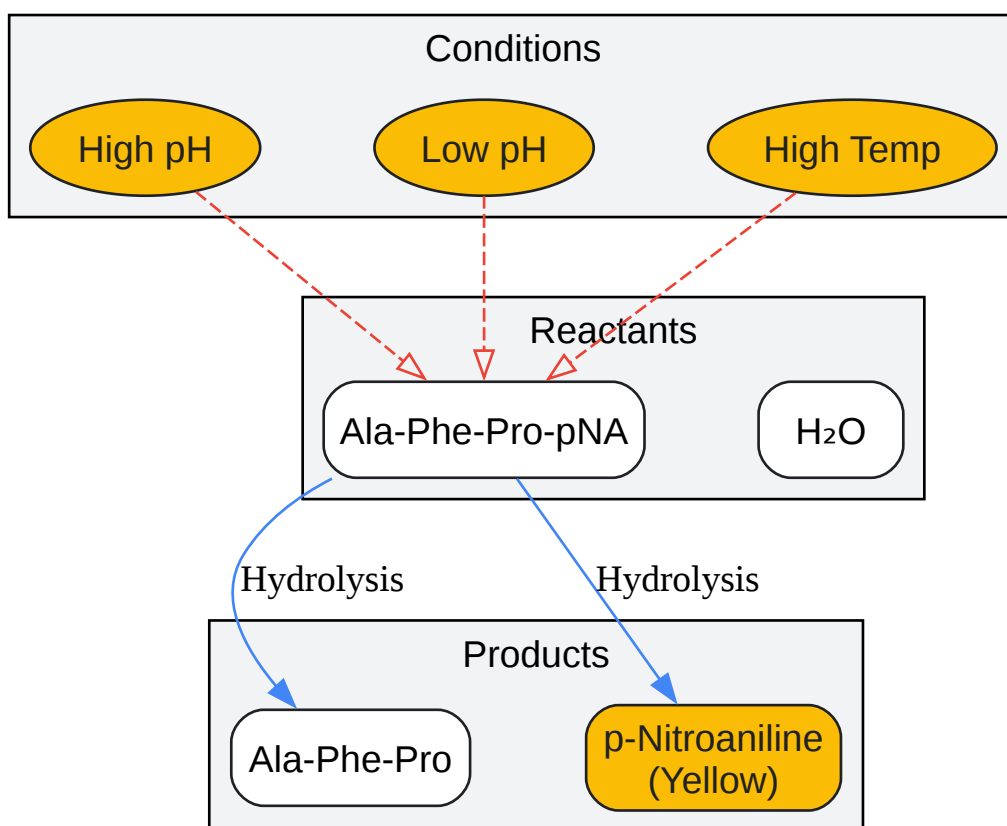 Conditions
High pH
Low pH
High Temp
Reactants
Ala-Phe-Pro-pNA
H₂O
Hydrolysis
Hydrolysis
Products
Ala-Phe-Pro
p-Nitroaniline
(Yellow)